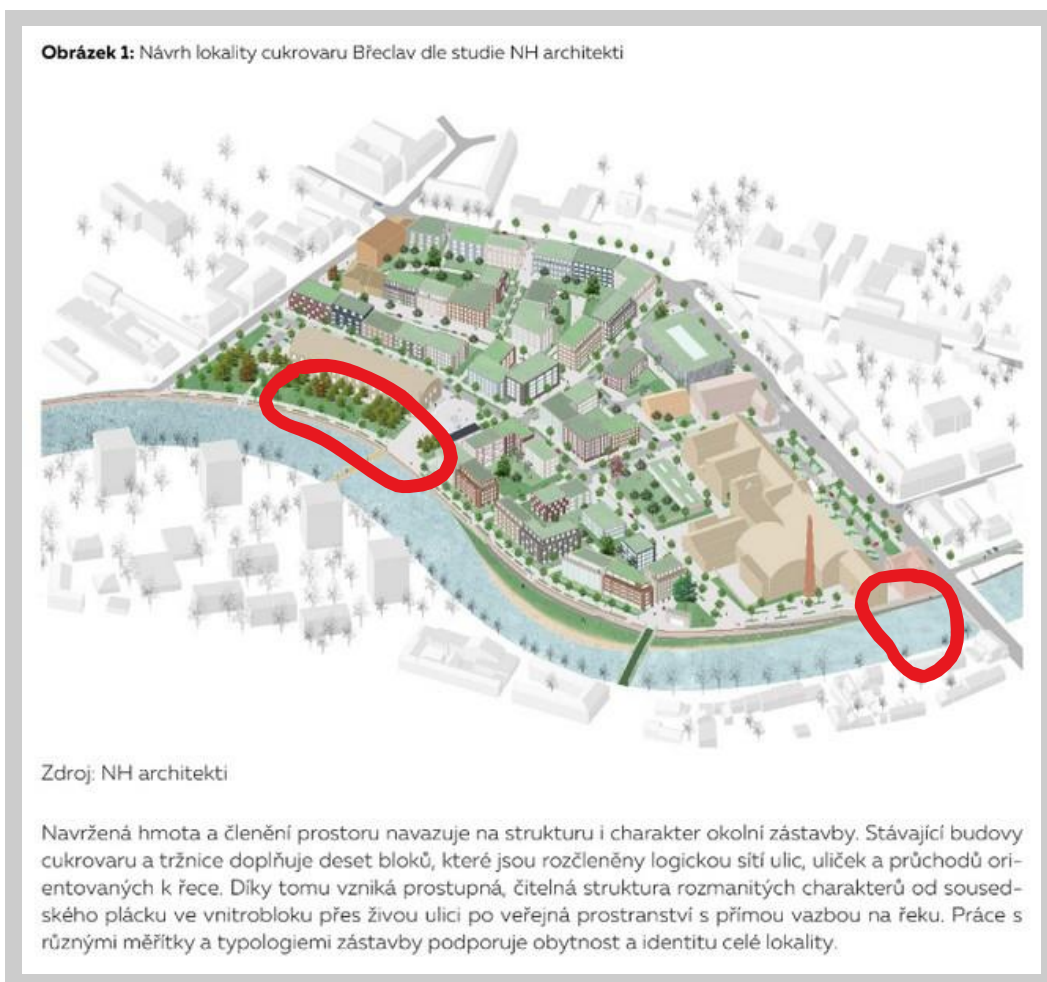 Obrázek 1: Návrh lokality cukrovaru Břeclav dle studie NH architekti
Zdroj: NH architekti
Navržená hmota a členění prostoru navazuje na strukturu i charakter okolní zástavby. Stávající budovy
cukrovaru a tržnice doplňuje deset bloků, které jsou rozčleněny logickou sítí ulic, uliček a průchodů ori-
entovaných k řece. Díky tomu vzniká prostupná, čitelná struktura rozmanitých charakterů od soused-
ského plácku ve vnitrobloku přes živou ulici po veřejná prostranství s přímou vazbou na řeku. Práce s
různými měřítky a typologiemi zástavby podporuje obytnost a identitu celé lokality.